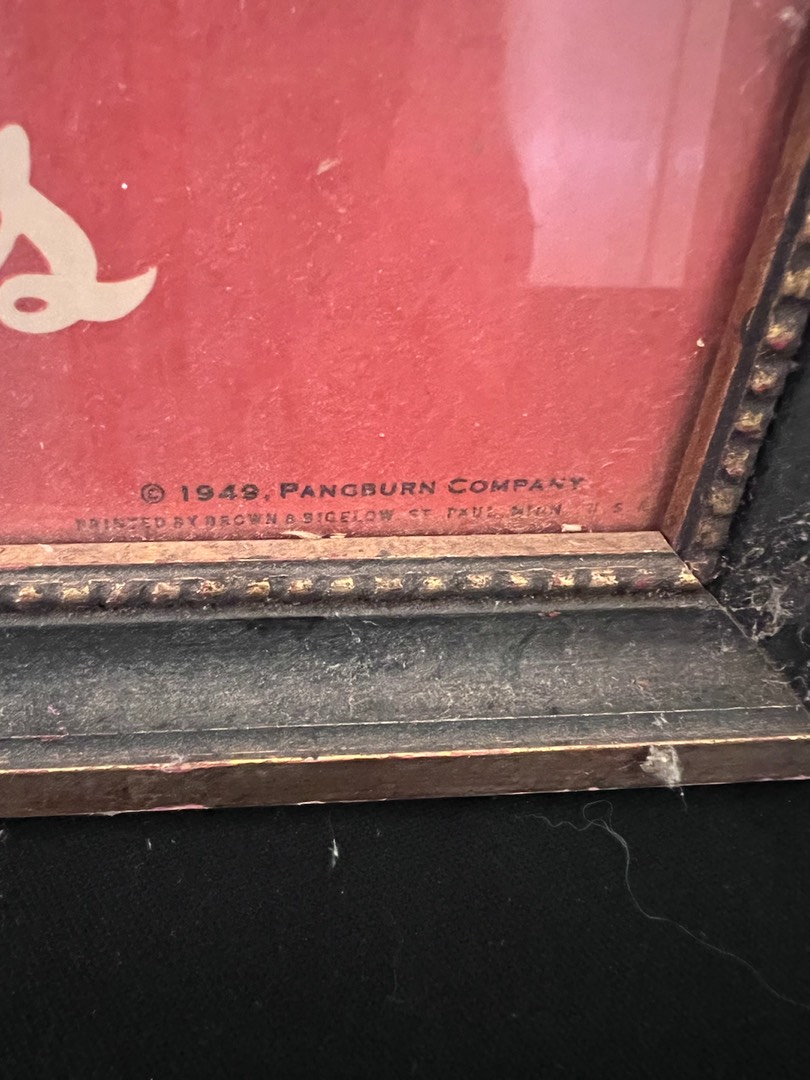 s
© 1949, PANGBURN COMPANY
PRINTED BY BROWN & BIGELOW ST. PAUL, MINN U S A